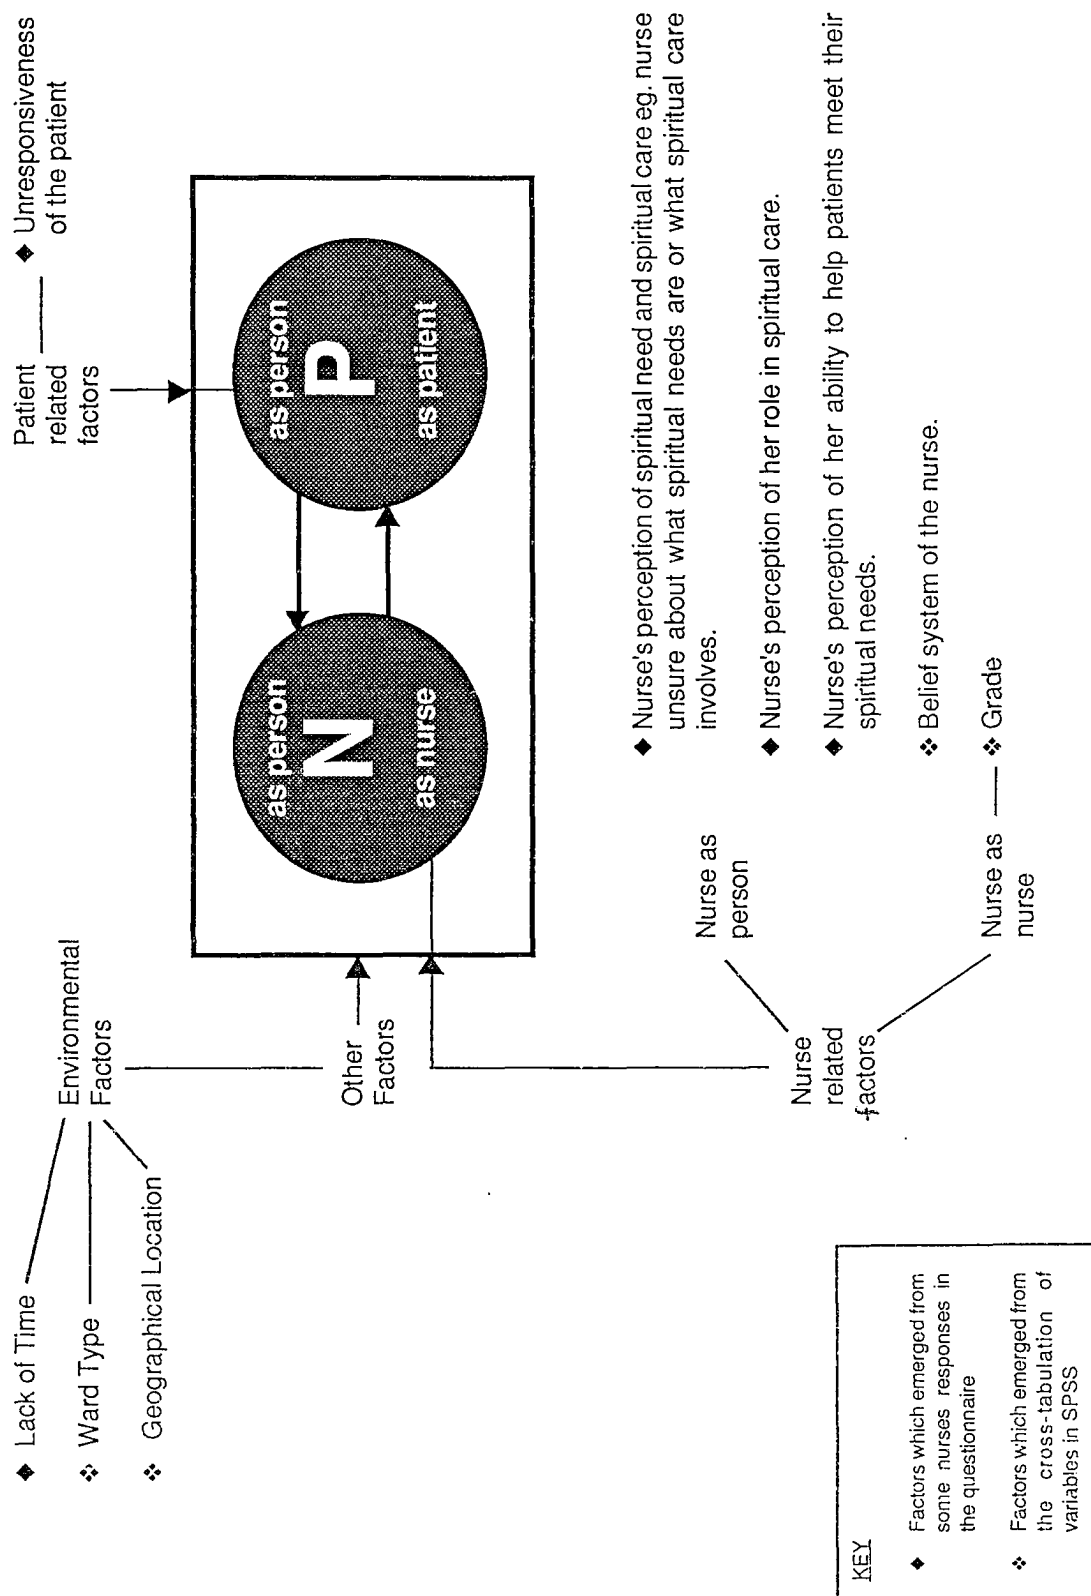 ◆ Lack of Time
❖ Ward Type
❖ Geographical Location
Environmental
Factors
Other
Factors
Patient
related
factors
◆ Unresponsiveness
of the patient
as person
N
as nurse
as person
P
as patient
Nurse
related
factors
Nurse as
person
◆ Nurse's perception of spiritual need and spiritual care eg. nurse
unsure about what spiritual needs are or what spiritual care
involves.
◆ Nurse's perception of her role in spiritual care.
◆ Nurse's perception of her ability to help patients meet their
spiritual needs.
❖ Belief system of the nurse.
Nurse as
nurse
❖ Grade
KEY
◆ Factors which emerged from
some nurses responses in
the questionnaire
❖ Factors which emerged from
the cross-tabulation of
variables in SPSS